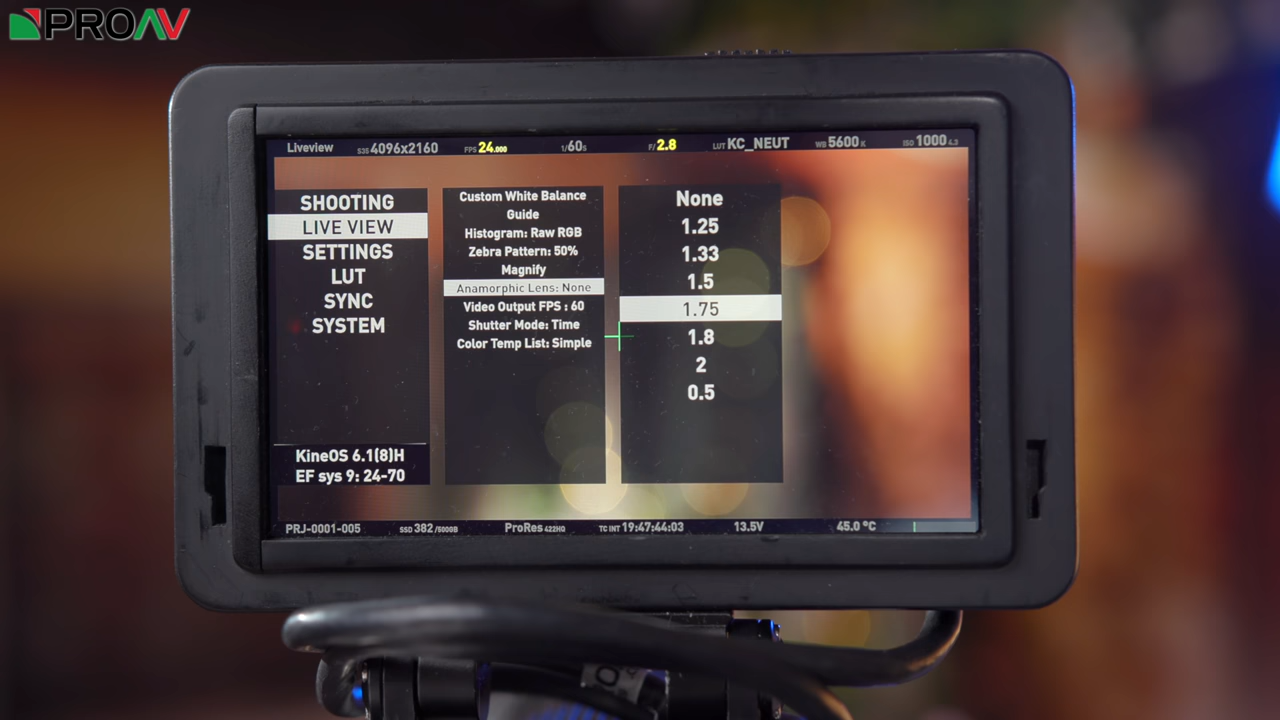 PROAV
Liveview S35 4096x2160 FPS 24.000 1/60s F/2.8 LUT KC_NEUT WB 5600K ISO 1000
SHOOTING
LIVE VIEW
SETTINGS
LUT
SYNC
SYSTEM
KineOS 6.1(8)H
EF sys 9: 24-70
Custom White Balance
Guide
Histogram: Raw RGB
Zebra Pattern: 50%
Magnify
Anamorphic Lens: None
Video Output FPS : 60
Shutter Mode: Time
Color Temp List: Simple
None
1.25
1.33
1.5
1.75
1.8
2
0.5
PRJ-0001-005 SSD 382/500GB ProRes 422HQ TC INT 19:47:44:03 13.5V 45.0 °C